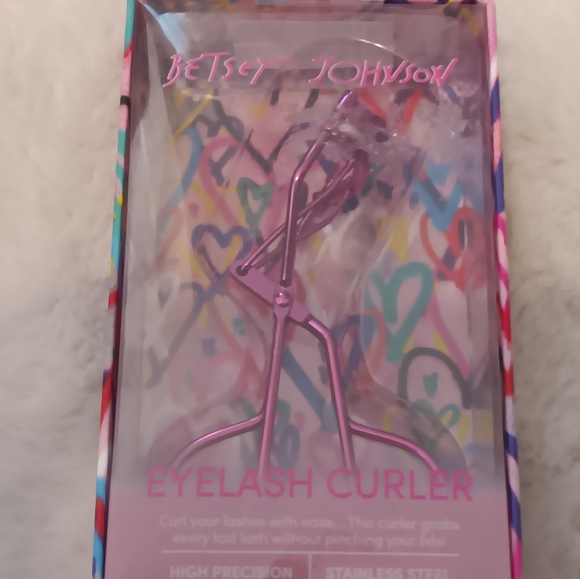 BETSEY JOHNSON
EYELASH CURLER
Curl your lashes with ease... This curler grabs
every last lash without pinching your lids!
HIGH PRECISION | STAINLESS STEEL